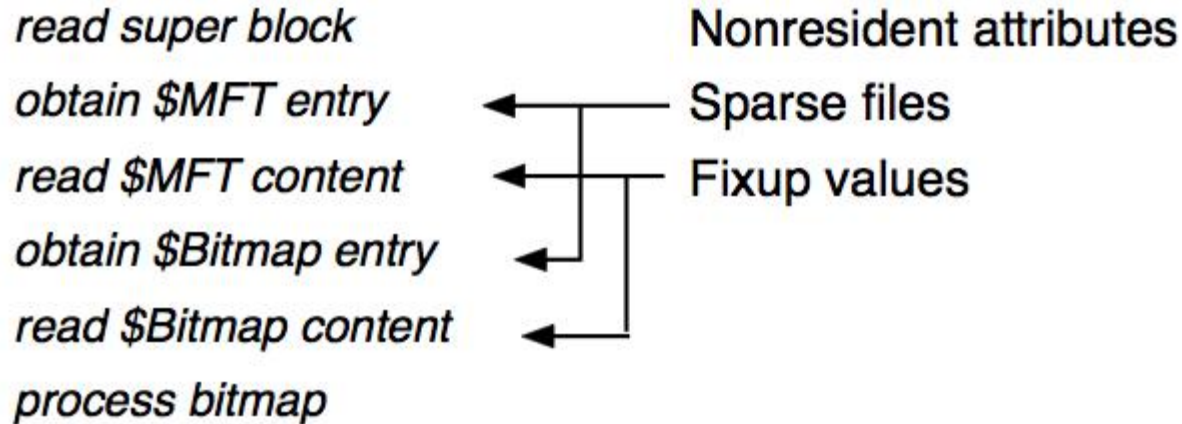 read super block
obtain $MFT entry
read $MFT content
obtain $Bitmap entry
read $Bitmap content
process bitmap
Nonresident attributes
Sparse files
Fixup values